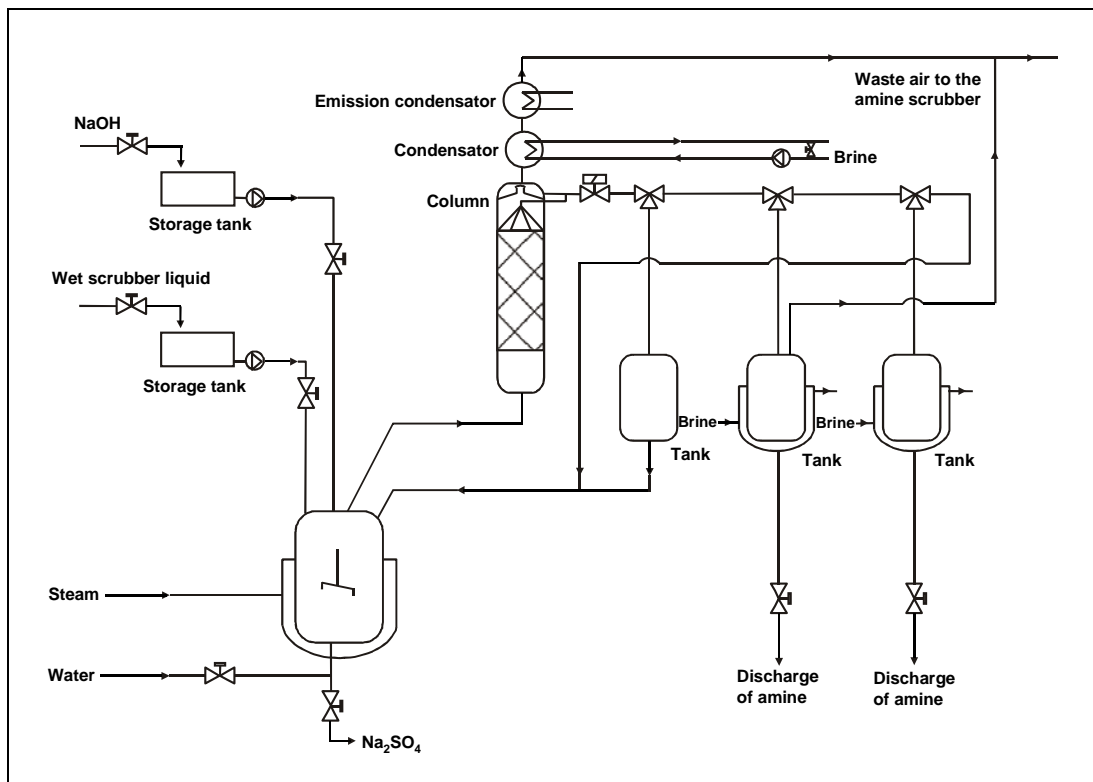 Waste air to the
amine scrubber
Emission condensator
NaOH
Condensator
Brine
Column
Storage tank
Wet scrubber liquid
Storage tank
Brine
Brine
Tank
Tank
Tank
Steam
Water
Discharge
of amine
Discharge
of amine
Na₂SO₄